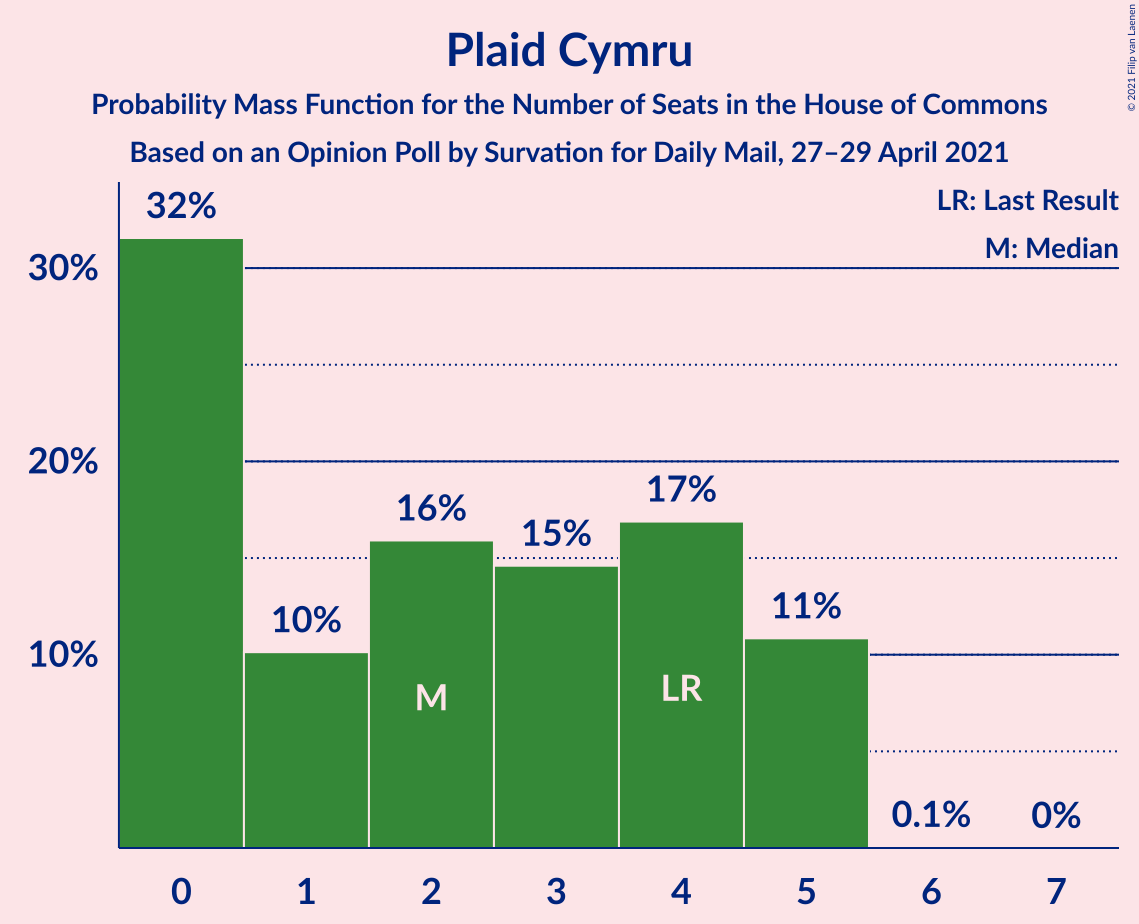 © 2021 Filip van Laenen
Plaid Cymru
Probability Mass Function for the Number of Seats in the House of Commons
Based on an Opinion Poll by Survation for Daily Mail, 27–29 April 2021
LR: Last Result
M: Median
30%
20%
10%
32%
10%
16%
15%
17%
11%
0.1%
0%
M
LR
0 1 2 3 4 5 6 7